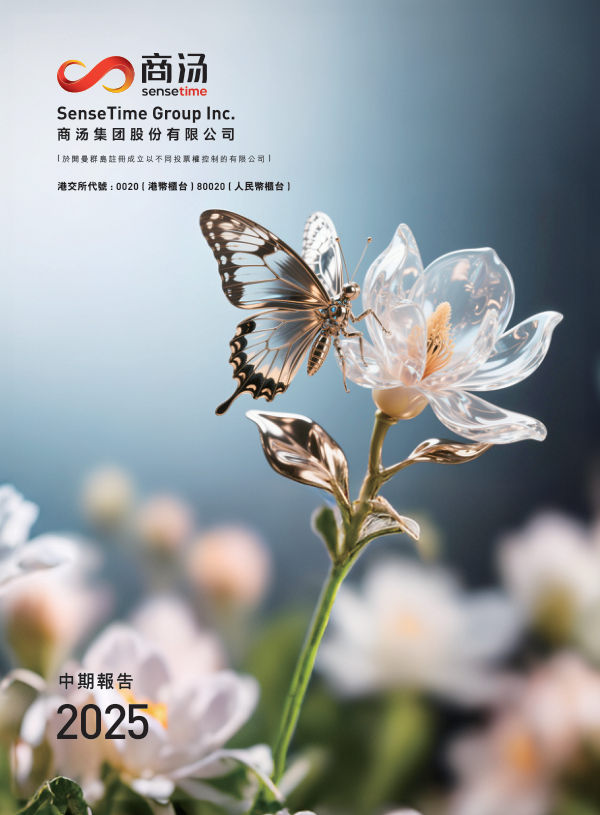 商汤
sensetime
SenseTime Group Inc.
商汤集团股份有限公司
(於開曼群島註冊成立以不同投票權控制的有限公司)
港交所代號：0020(港幣櫃台) 80020(人民幣櫃台)
中期報告
2025